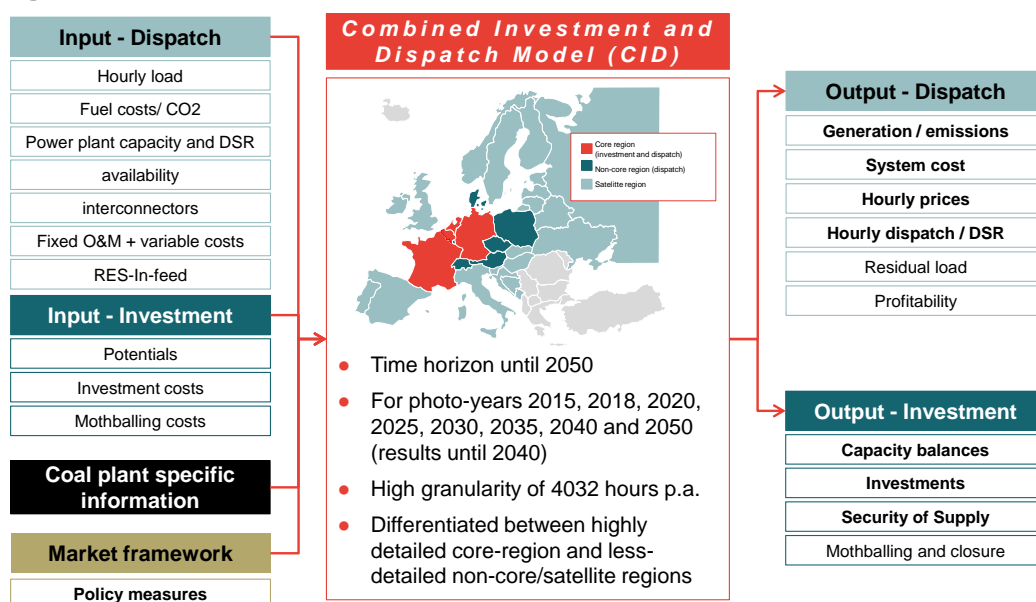 Input - Dispatch
Hourly load
Fuel costs/ CO2
Power plant capacity and DSR
availability
interconnectors
Fixed O&M + variable costs
RES-In-feed
Input - Investment
Potentials
Investment costs
Mothballing costs
Coal plant specific
information
Market framework
Policy measures
Combined Investment and
Dispatch Model (CID)
Core region
(investment and dispatch)
Non-core region (dispatch)
Satelitte region
● Time horizon until 2050
● For photo-years 2015, 2018, 2020,
2025, 2030, 2035, 2040 and 2050
(results until 2040)
● High granularity of 4032 hours p.a.
● Differentiated between highly
detailed core-region and less-
detailed non-core/satellite regions
Output - Dispatch
Generation / emissions
System cost
Hourly prices
Hourly dispatch / DSR
Residual load
Profitability
Output - Investment
Capacity balances
Investments
Security of Supply
Mothballing and closure